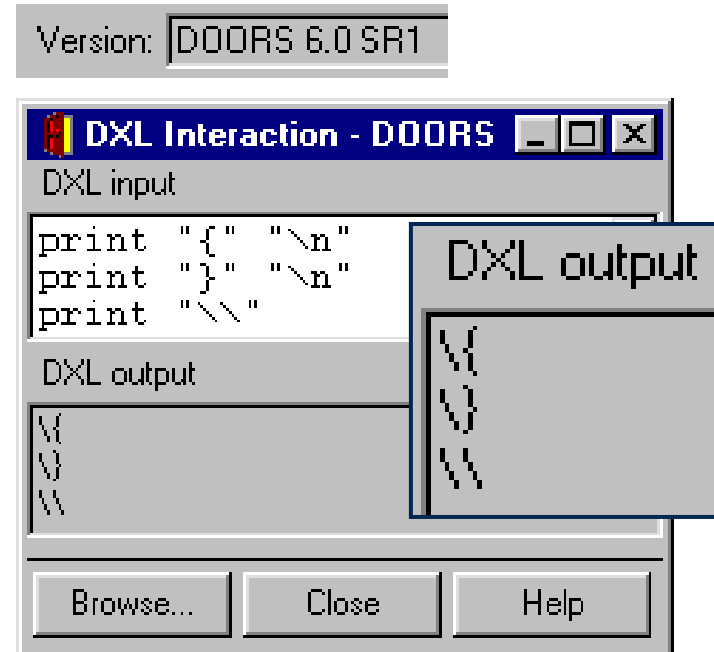 Version: DOORS 6.0 SR1
DXL Interaction - DOORS
DXL input
print "{" "\n"
print "}" "\n"
print "\\"
DXL output
\{
\}
\\
DXL output
\{
\}
\\
Browse... Close Help